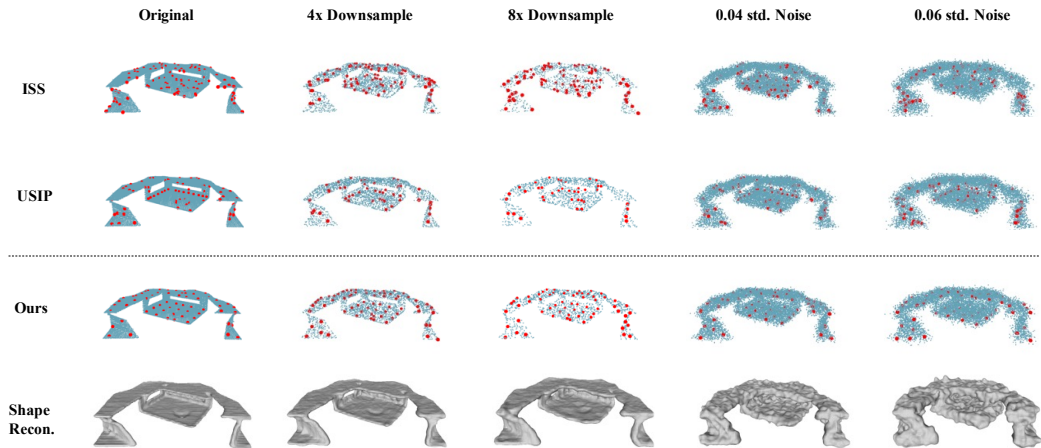 Original 4x Downsample 8x Downsample 0.04 std. Noise 0.06 std. Noise
ISS
USIP
Ours
Shape
Recon.